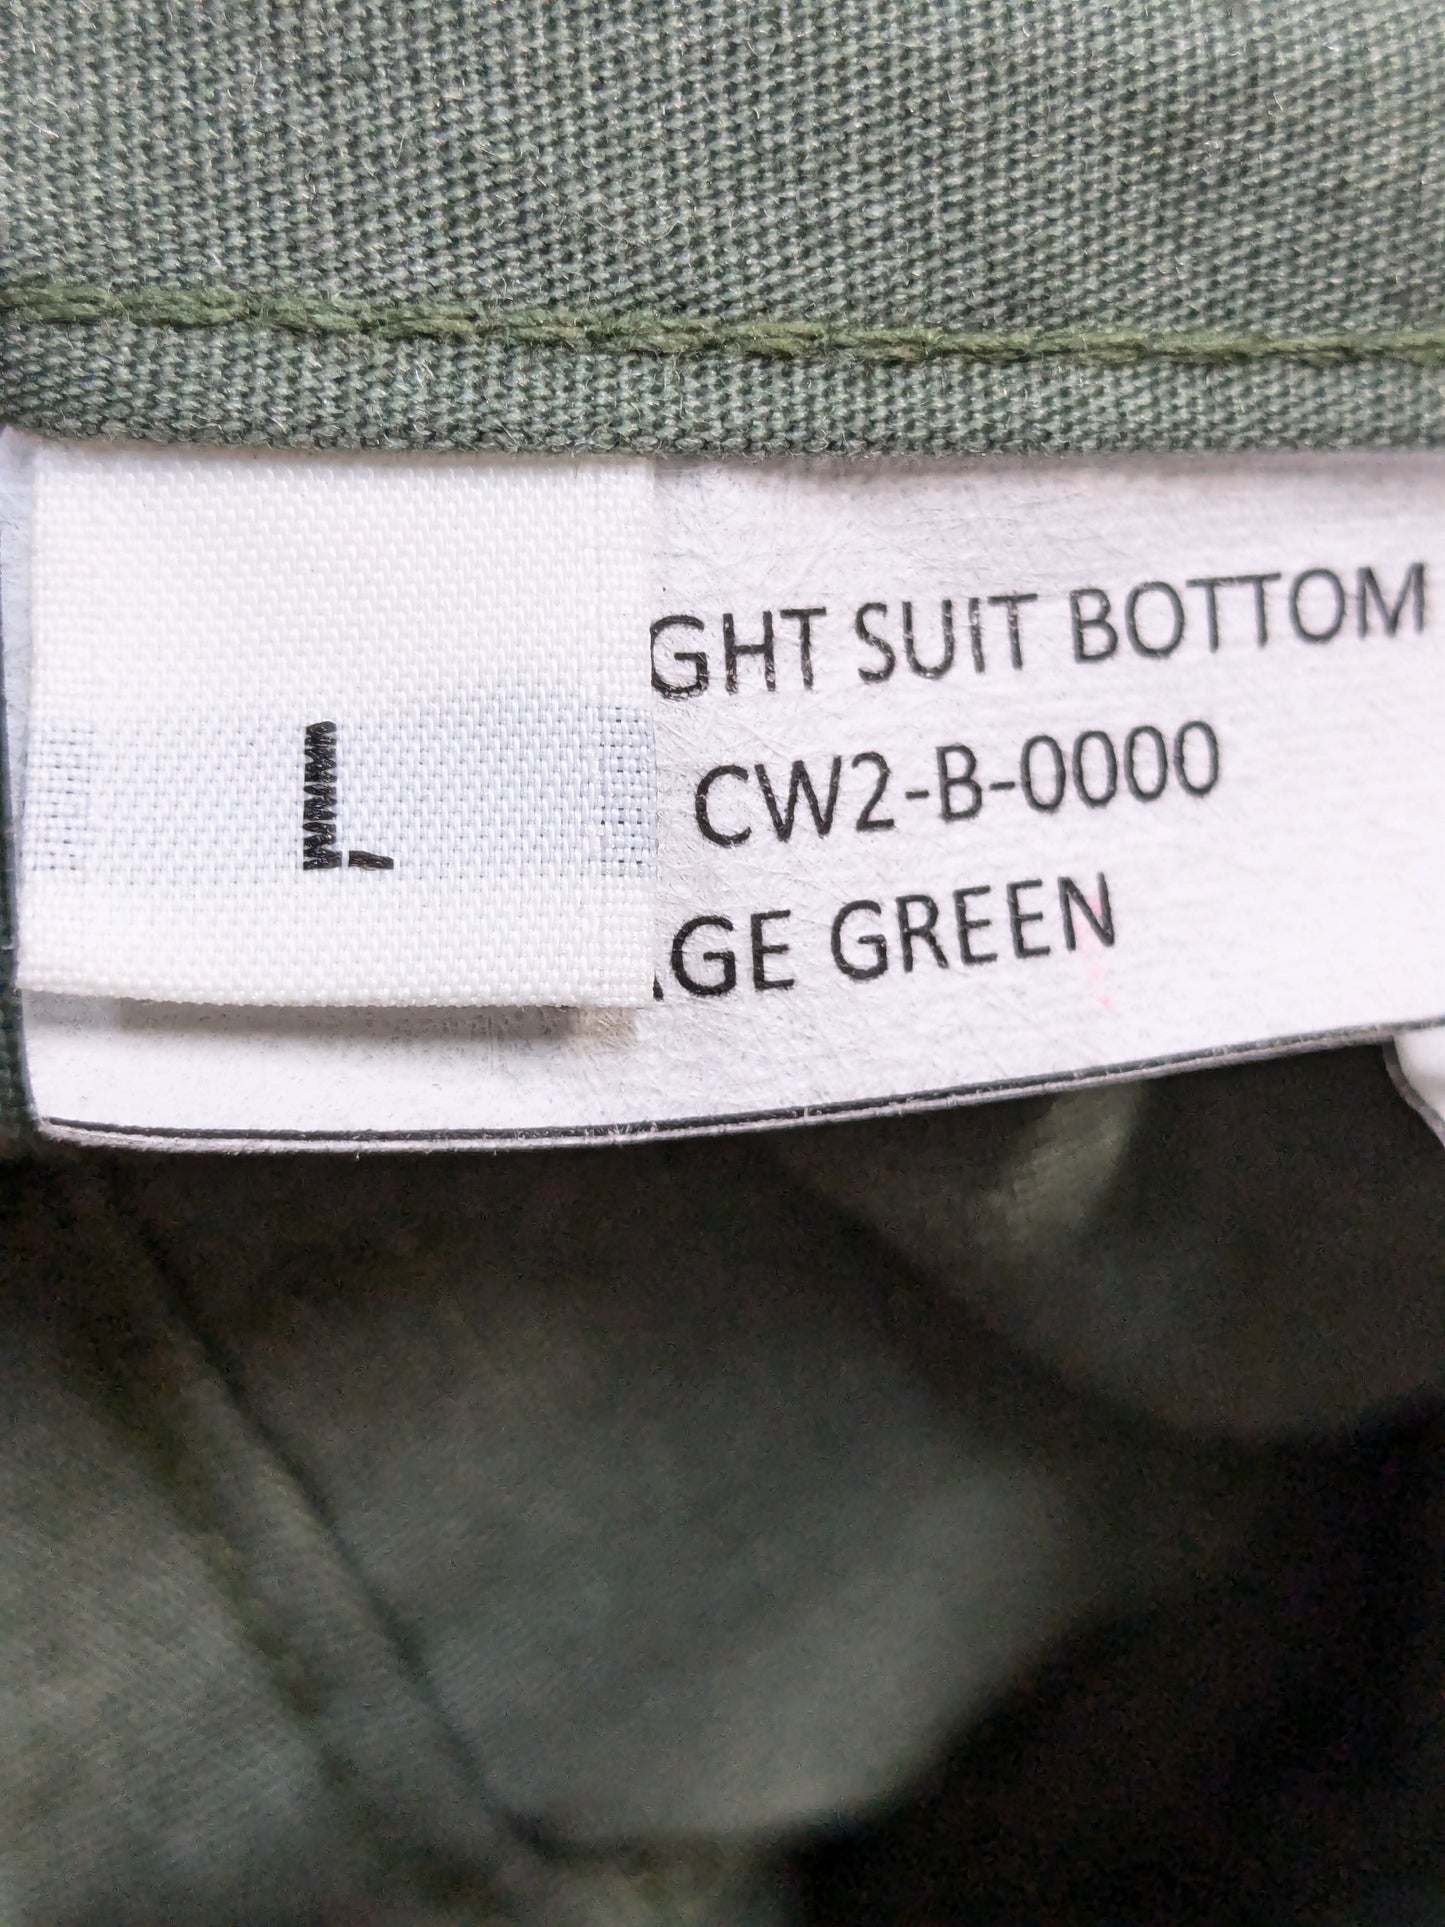 L
GHT SUIT BOTTOM
CW2-B-0000
GE GREEN